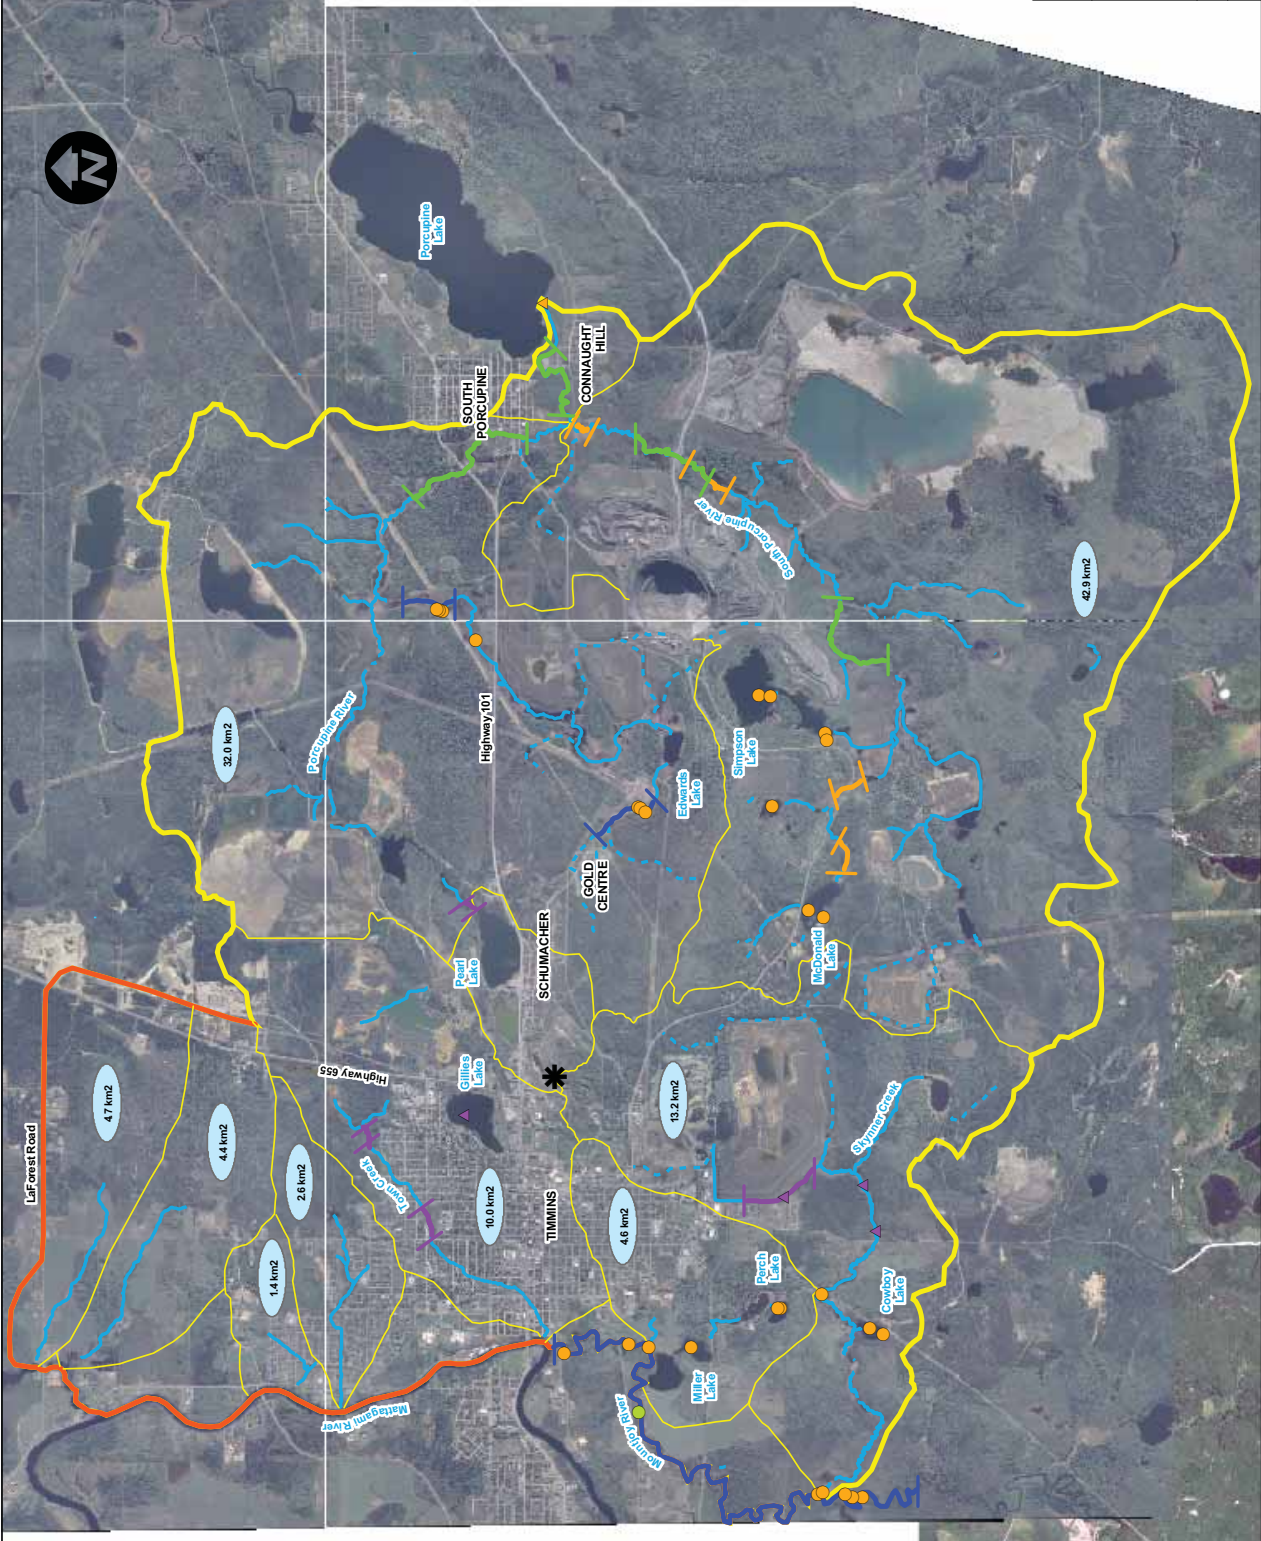 N
Porcupine
Lake
CONNAUGHT
HILL
SOUTH
PORCUPINE
South Porcupine River
42.9 km2
Porcupine River
32.0 km2
Highway 101
Simpson
Lake
Edwards
Lake
GOLD
CENTRE
McDonald
Lake
SCHUMACHER
Pearl
Lake
Gillies
Lake
Highway 655
13.2 km2
Skynner Creek
4.7 km2
LaForest Road
4.4 km2
2.6 km2
Town Creek
10.0 km2
TIMMINS
4.6 km2
1.4 km2
Perch
Lake
Cowboy
Lake
Miller
Lake
Mountjoy River
Mattagami River